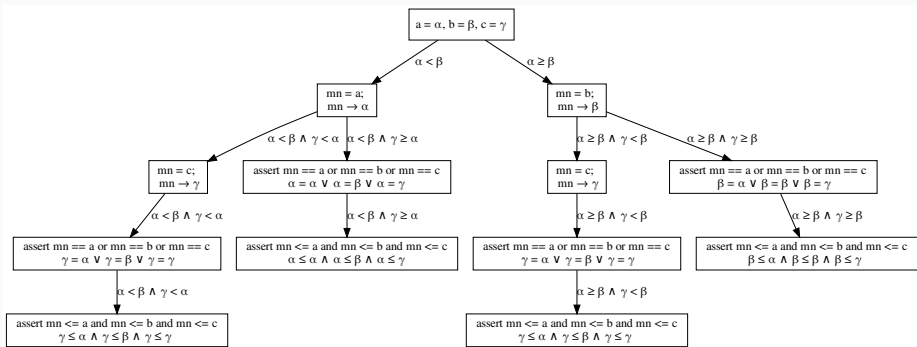 a = α, b = β, c = γ
α < β
α ≥ β
mn = a;
mn → α
mn = b;
mn → β
α < β ∧ γ < α
α < β ∧ γ ≥ α
α ≥ β ∧ γ < β
α ≥ β ∧ γ ≥ β
mn = c;
mn → γ
assert mn == a or mn == b or mn == c
α = α ∨ α = β ∨ α = γ
mn = c;
mn → γ
assert mn == a or mn == b or mn == c
β = α ∨ β = β ∨ β = γ
α < β ∧ γ < α
α < β ∧ γ ≥ α
α ≥ β ∧ γ < β
α ≥ β ∧ γ ≥ β
assert mn == a or mn == b or mn == c
γ = α ∨ γ = β ∨ γ = γ
assert mn <= a and mn <= b and mn <= c
α ≤ α ∧ α ≤ β ∧ α ≤ γ
assert mn == a or mn == b or mn == c
γ = α ∨ γ = β ∨ γ = γ
assert mn <= a and mn <= b and mn <= c
β ≤ α ∧ β ≤ β ∧ β ≤ γ
α < β ∧ γ < α
α ≥ β ∧ γ < β
assert mn <= a and mn <= b and mn <= c
γ ≤ α ∧ γ ≤ β ∧ γ ≤ γ
assert mn <= a and mn <= b and mn <= c
γ ≤ α ∧ γ ≤ β ∧ γ ≤ γ